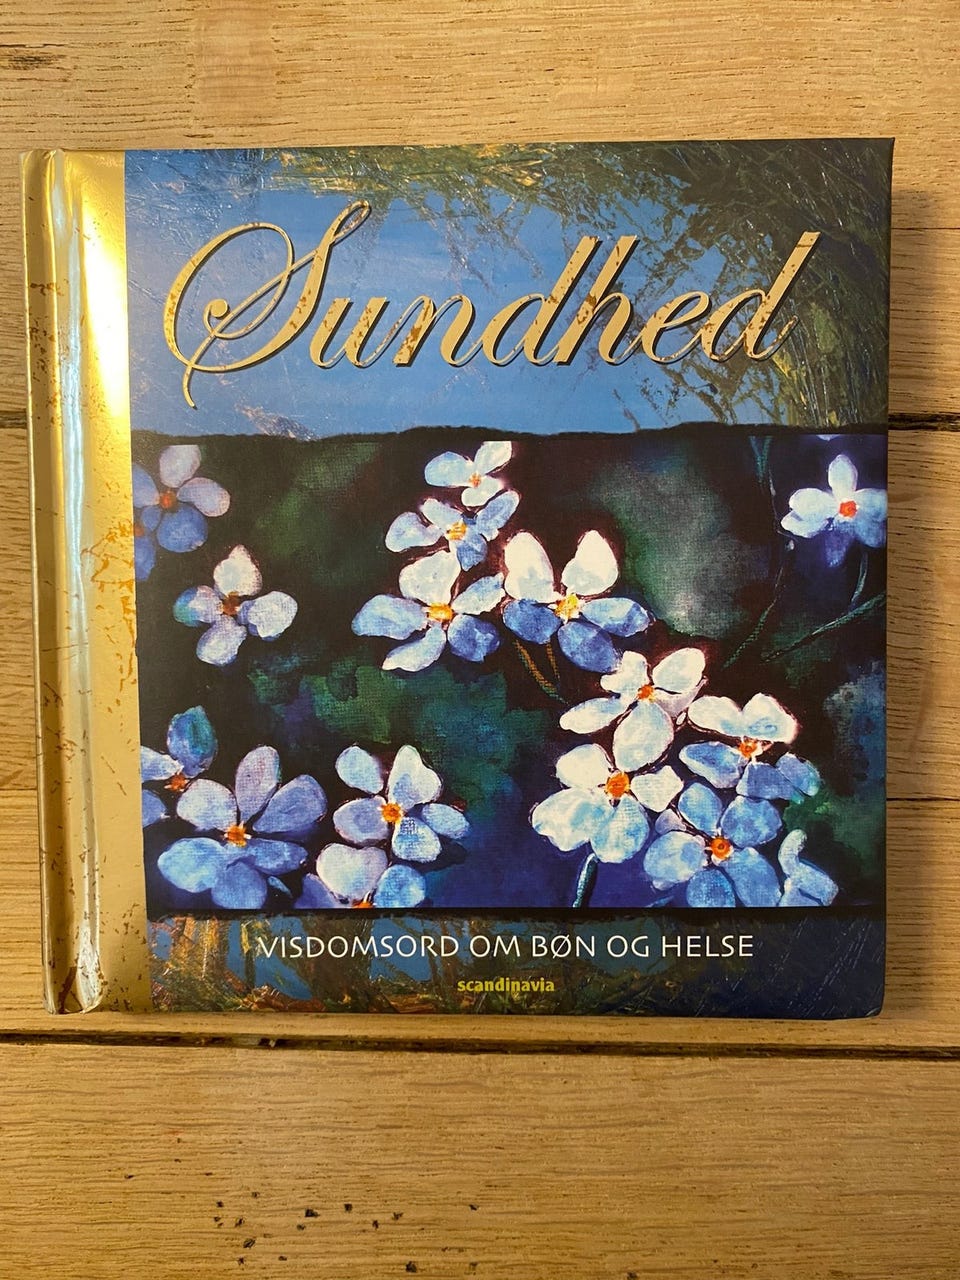 Sundhed
VISDOMSORD OM BØN OG HELSE
scandinavia